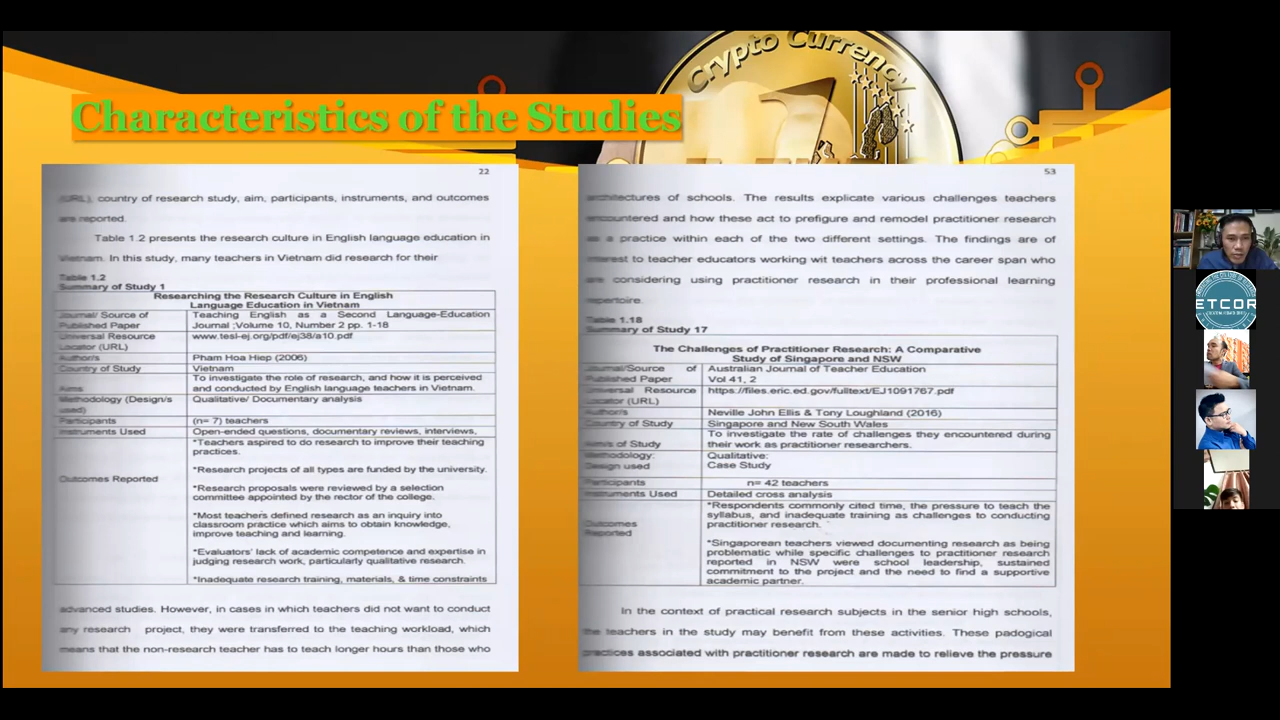 Crypto Currency
Characteristics of the Studies
22
(URL), country of research study, aim, participants, instruments, and outcomes
are reported.
Table 1.2 presents the research culture in English language education in
Vietnam. In this study, many teachers in Vietnam did research for their
Table 1.2
Summary of Study 1
Researching the Research Culture in English
Language Education in Vietnam
Journal/ Source of Teaching English as a Second Language-Education
Published Paper Journal ;Volume 10, Number 2 pp. 1-18
Universal Resource www.tesl-ej.org/pdf/ej38/a10.pdf
Locator (URL)
Author/s Pham Hoa Hiep (2006)
Country of Study Vietnam
To investigate the role of research, and how it is perceived
Aims and conducted by English language teachers in Vietnam.
Methodology (Design/s Qualitative/ Documentary analysis
used)
Participants (n= 7) teachers
Instruments Used Open-ended questions, documentary reviews, interviews,
*Teachers aspired to do research to improve their teaching
practices.
*Research projects of all types are funded by the university.
Outcomes Reported
*Research proposals were reviewed by a selection
committee appointed by the rector of the college.
*Most teachers defined research as an inquiry into
classroom practice which aims to obtain knowledge,
improve teaching and learning.
*Evaluators' lack of academic competence and expertise in
judging research work, particularly qualitative research.
*Inadequate research training, materials, & time constraints
advanced studies. However, in cases in which teachers did not want to conduct
any research project, they were transferred to the teaching workload, which
means that the non-research teacher has to teach longer hours than those who
53
architectures of schools. The results explicate various challenges teachers
encountered and how these act to prefigure and remodel practitioner research
as a practice within each of the two different settings. The findings are of
interest to teacher educators working wit teachers across the career span who
are considering using practitioner research in their professional learning
repertoire.
Table 1.18
Summary of Study 17
The Challenges of Practitioner Research: A Comparative
Study of Singapore and NSW
Journal/Source of Australian Journal of Teacher Education
Published Paper Vol 41, 2
Universal Resource https://files.eric.ed.gov/fulltext/EJ1091767.pdf
Locator (URL)
Author/s Neville John Ellis & Tony Loughland (2016)
Country of Study Singapore and New South Wales
To investigate the rate of challenges they encountered during
Aim/s of Study their work as practitioner researchers.
Methodology: Qualitative:
Design used Case Study
Participants n= 42 teachers
Instruments Used Detailed cross analysis
*Respondents commonly cited time, the pressure to teach the
syllabus, and inadequate training as challenges to conducting
Outcomes practitioner research.
Reported
*Singaporean teachers viewed documenting research as being
problematic while specific challenges to practitioner research
reported in NSW were school leadership, sustained
commitment to the project and the need to find a supportive
academic partner.
In the context of practical research subjects in the senior high schools,
the teachers in the study may benefit from these activities. These padogical
practices associated with practitioner research are made to relieve the pressure
ETCOR